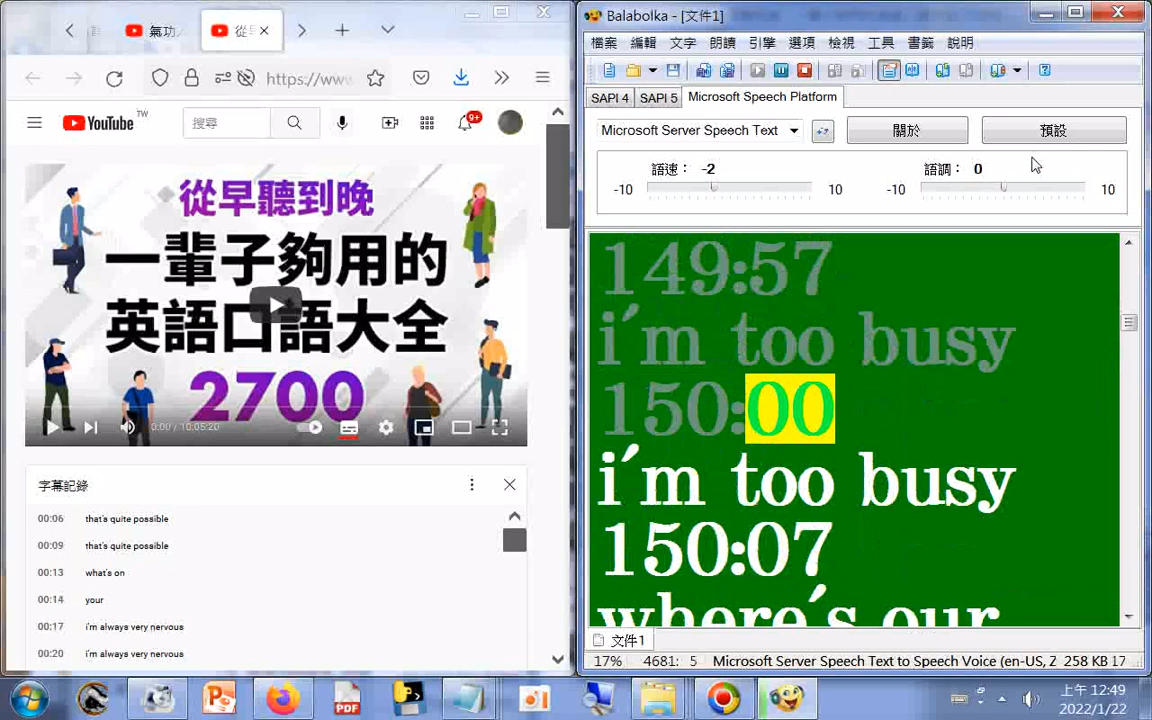 氣功
從
https://www
YouTube TW
搜尋
9+
從早聽到晚
一輩子夠用的
英語口語大全
2700
0:00 / 10:05:20
字幕記錄
00:06 that's quite possible
00:09 that's quite possible
00:13 what's on
00:14 your
00:17 i'm always very nervous
00:20 i'm always very nervous
Balabolka - [文件1]
檔案 編輯 文字 朗讀 引擎 選項 檢視 工具 書籤 說明
SAPI 4 SAPI 5 Microsoft Speech Platform
Microsoft Server Speech Text 關於 預設
語速： -2 語調： 0
-10 10 -10 10
149:57
i´m too busy
150:00
i´m too busy
150:07
where´s our
文件1
17% 4681: 5 Microsoft Server Speech Text to Speech Voice (en-US, Z 258 KB 17
PDF
上午 12:49
2022/1/22